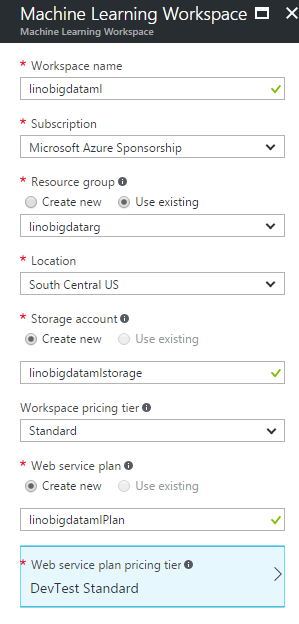 Machine Learning Workspace
Machine Learning Workspace
* Workspace name
linobigdataml
* Subscription
Microsoft Azure Sponsorship
* Resource group
Create new Use existing
linobigdatarg
* Location
South Central US
* Storage account
Create new Use existing
linobigdatamlstorage
Workspace pricing tier
Standard
* Web service plan
Create new Use existing
linobigdatamlPlan
* Web service plan pricing tier
DevTest Standard